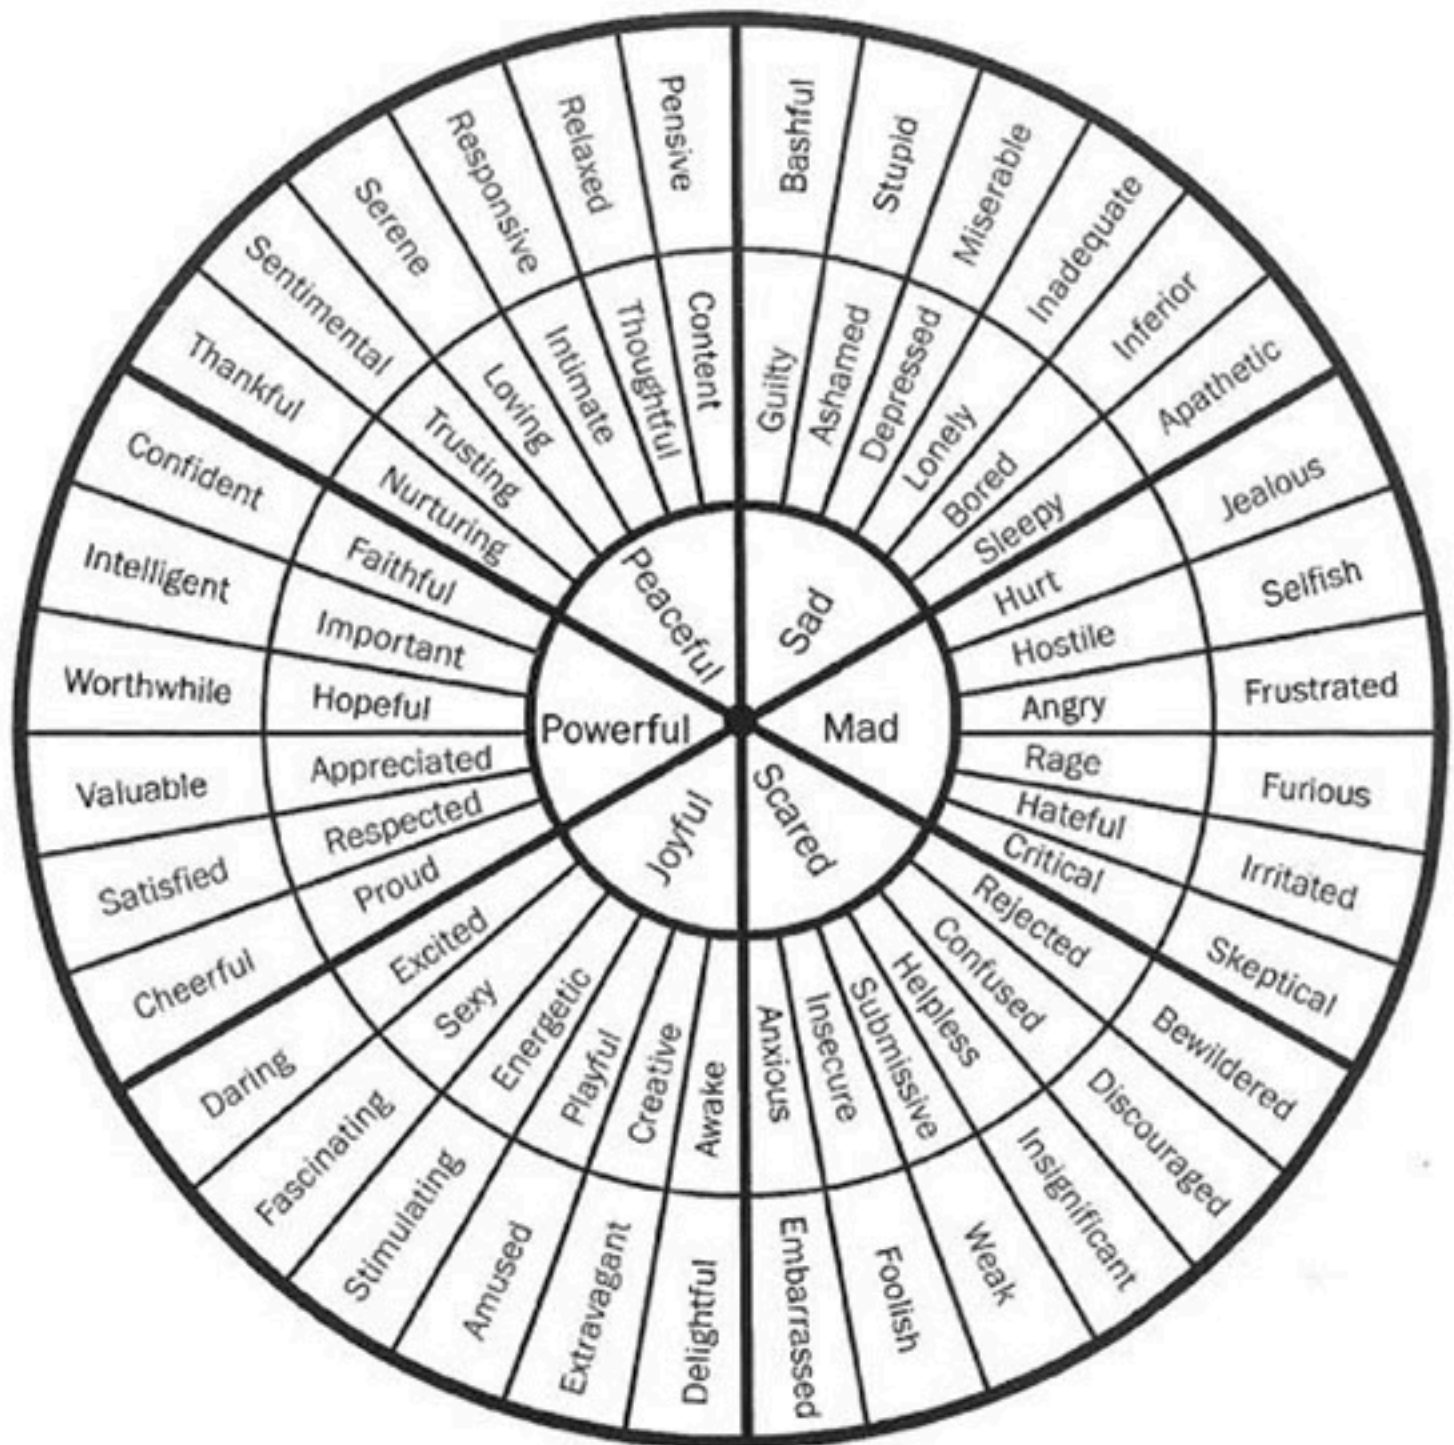 Peaceful
Sad
Mad
Scared
Joyful
Powerful
Content
Thoughtful
Intimate
Loving
Trusting
Nurturing
Pensive
Relaxed
Responsive
Serene
Sentimental
Thankful
Guilty
Ashamed
Depressed
Lonely
Bored
Sleepy
Bashful
Stupid
Miserable
Inadequate
Inferior
Apathetic
Hurt
Hostile
Angry
Rage
Hateful
Critical
Jealous
Selfish
Frustrated
Furious
Irritated
Skeptical
Rejected
Confused
Helpless
Submissive
Insecure
Anxious
Bewildered
Discouraged
Insignificant
Weak
Foolish
Embarrassed
Awake
Creative
Playful
Energetic
Sexy
Excited
Delightful
Extravagant
Amused
Stimulating
Fascinating
Daring
Proud
Respected
Appreciated
Hopeful
Important
Faithful
Cheerful
Satisfied
Valuable
Worthwhile
Intelligent
Confident